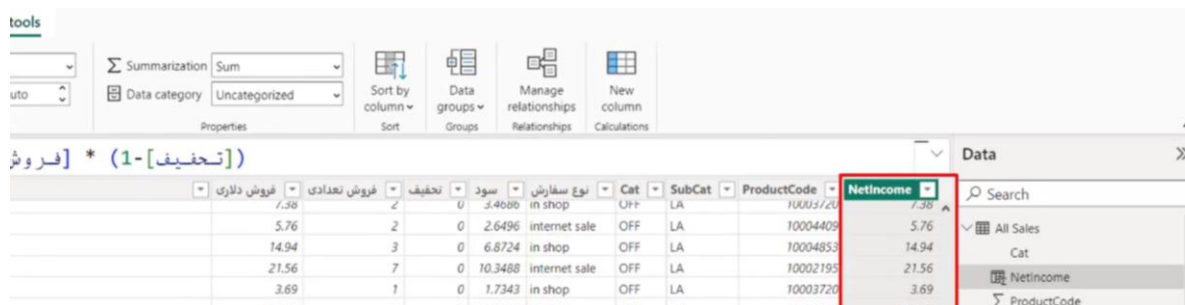 tools
Summarization Sum
uto
Data category Uncategorized
Sort by column
Data groups
Manage relationships
New column
Properties
Sort
Groups
Relationships
Calculations
[فروش * (1-[تخفیف])
Data
فروش دلاری فروش تعدادی تخفیف سود نوع سفارش Cat SubCat ProductCode NetIncome
7.38 2 0 3.4686 in shop OFF LA 10003720 7.38
5.76 2 0 2.6496 internet sale OFF LA 10004409 5.76
14.94 3 0 6.8724 in shop OFF LA 10004853 14.94
21.56 7 0 10.3488 internet sale OFF LA 10002195 21.56
3.69 1 0 1.7343 in shop OFF LA 10003720 3.69
Search
All Sales
Cat
NetIncome
ProductCode